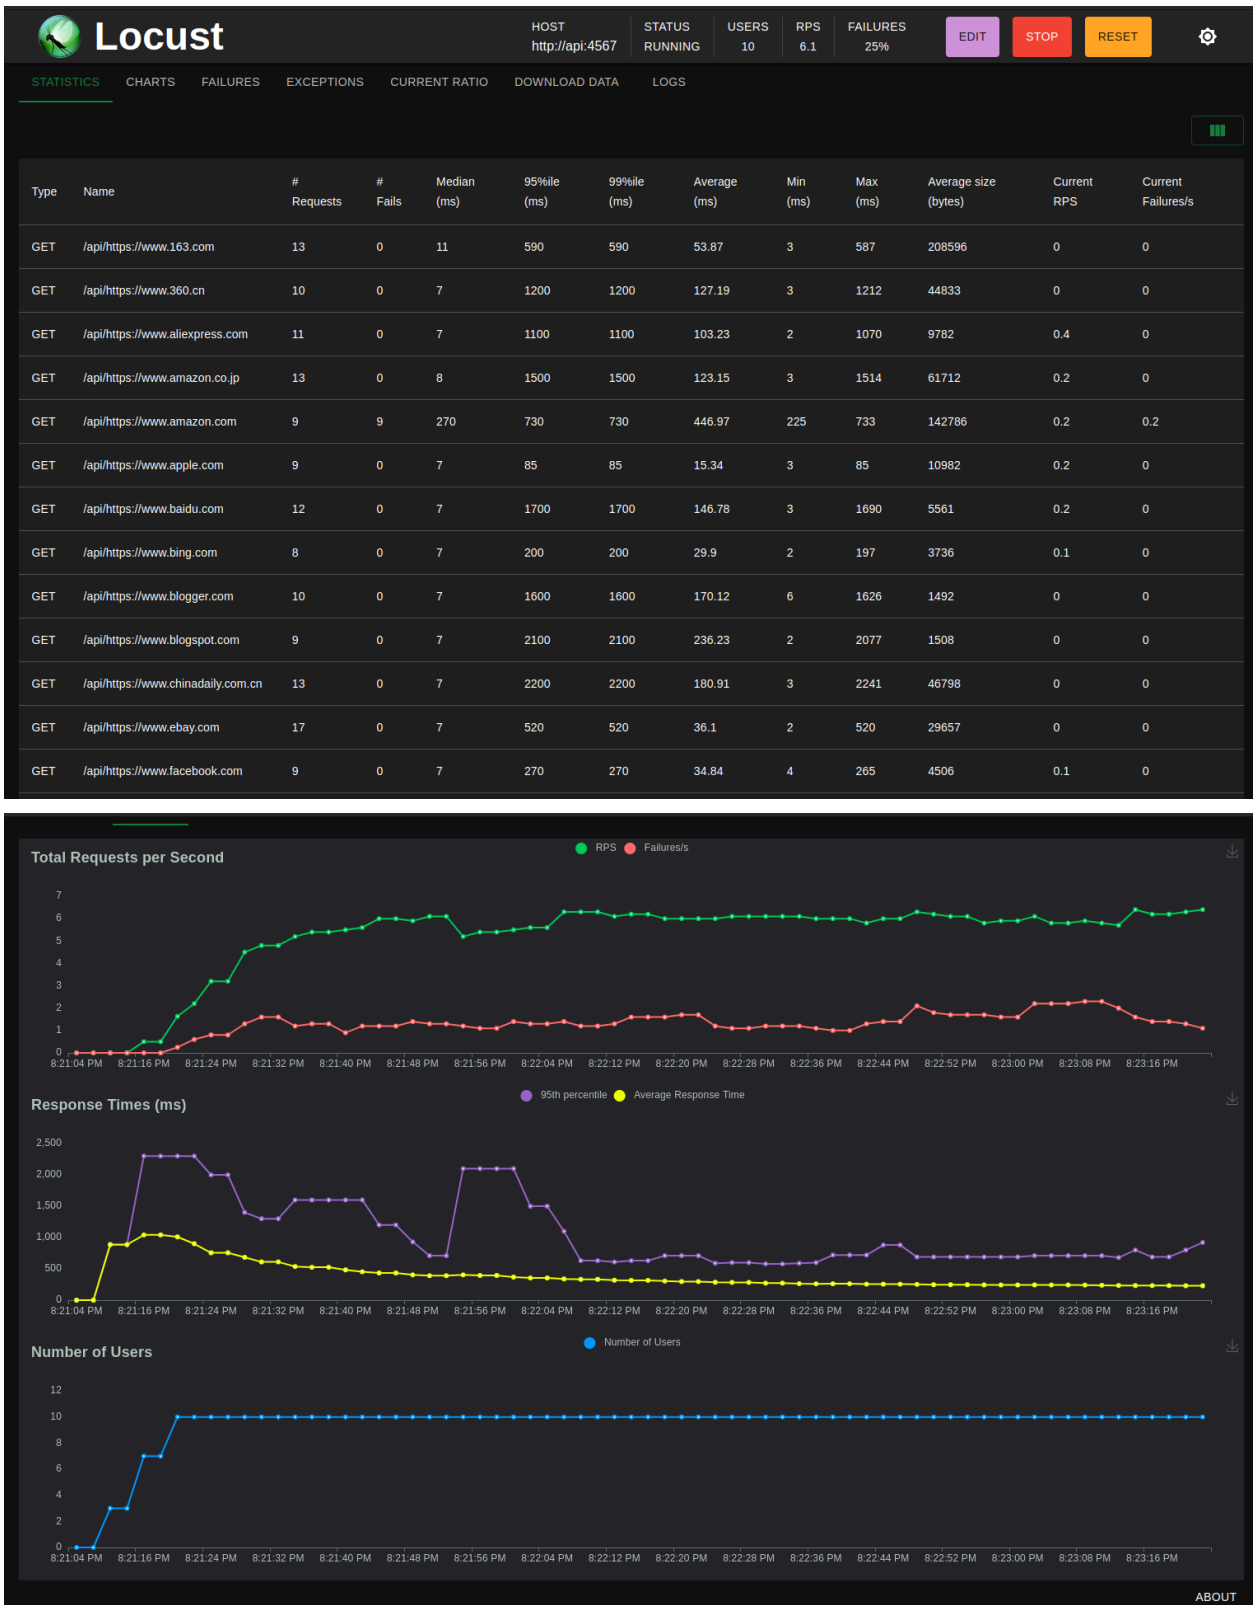 Locust
HOST STATUS USERS RPS FAILURES
http://api:4567 RUNNING 10 6.1 25%
EDIT STOP RESET
STATISTICS CHARTS FAILURES EXCEPTIONS CURRENT RATIO DOWNLOAD DATA LOGS
Type Name # Requests # Fails Median (ms) 95%ile (ms) 99%ile (ms) Average (ms) Min (ms) Max (ms) Average size (bytes) Current RPS Current Failures/s
GET /api/https://www.163.com 13 0 11 590 590 53.87 3 587 208596 0 0
GET /api/https://www.360.cn 10 0 7 1200 1200 127.19 3 1212 44833 0 0
GET /api/https://www.aliexpress.com 11 0 7 1100 1100 103.23 2 1070 9782 0.4 0
GET /api/https://www.amazon.co.jp 13 0 8 1500 1500 123.15 3 1514 61712 0.2 0
GET /api/https://www.amazon.com 9 9 270 730 730 446.97 225 733 142786 0.2 0.2
GET /api/https://www.apple.com 9 0 7 85 85 15.34 3 85 10982 0.2 0
GET /api/https://www.baidu.com 12 0 7 1700 1700 146.78 3 1690 5561 0.2 0
GET /api/https://www.bing.com 8 0 7 200 200 29.9 2 197 3736 0.1 0
GET /api/https://www.blogger.com 10 0 7 1600 1600 170.12 6 1626 1492 0 0
GET /api/https://www.blogspot.com 9 0 7 2100 2100 236.23 2 2077 1508 0 0
GET /api/https://www.chinadaily.com.cn 13 0 7 2200 2200 180.91 3 2241 46798 0 0
GET /api/https://www.ebay.com 17 0 7 520 520 36.1 2 520 29657 0 0
GET /api/https://www.facebook.com 9 0 7 270 270 34.84 4 265 4506 0.1 0
Total Requests per Second
RPS Failures/s
7
6
5
4
3
2
1
0
8:21:04 PM 8:21:16 PM 8:21:24 PM 8:21:32 PM 8:21:40 PM 8:21:48 PM 8:21:56 PM 8:22:04 PM 8:22:12 PM 8:22:20 PM 8:22:28 PM 8:22:36 PM 8:22:44 PM 8:22:52 PM 8:23:00 PM 8:23:08 PM 8:23:16 PM
Response Times (ms)
95th percentile Average Response Time
2,500
2,000
1,500
1,000
500
0
8:21:04 PM 8:21:16 PM 8:21:24 PM 8:21:32 PM 8:21:40 PM 8:21:48 PM 8:21:56 PM 8:22:04 PM 8:22:12 PM 8:22:20 PM 8:22:28 PM 8:22:36 PM 8:22:44 PM 8:22:52 PM 8:23:00 PM 8:23:08 PM 8:23:16 PM
Number of Users
Number of Users
12
10
8
6
4
2
0
8:21:04 PM 8:21:16 PM 8:21:24 PM 8:21:32 PM 8:21:40 PM 8:21:48 PM 8:21:56 PM 8:22:04 PM 8:22:12 PM 8:22:20 PM 8:22:28 PM 8:22:36 PM 8:22:44 PM 8:22:52 PM 8:23:00 PM 8:23:08 PM 8:23:16 PM
ABOUT